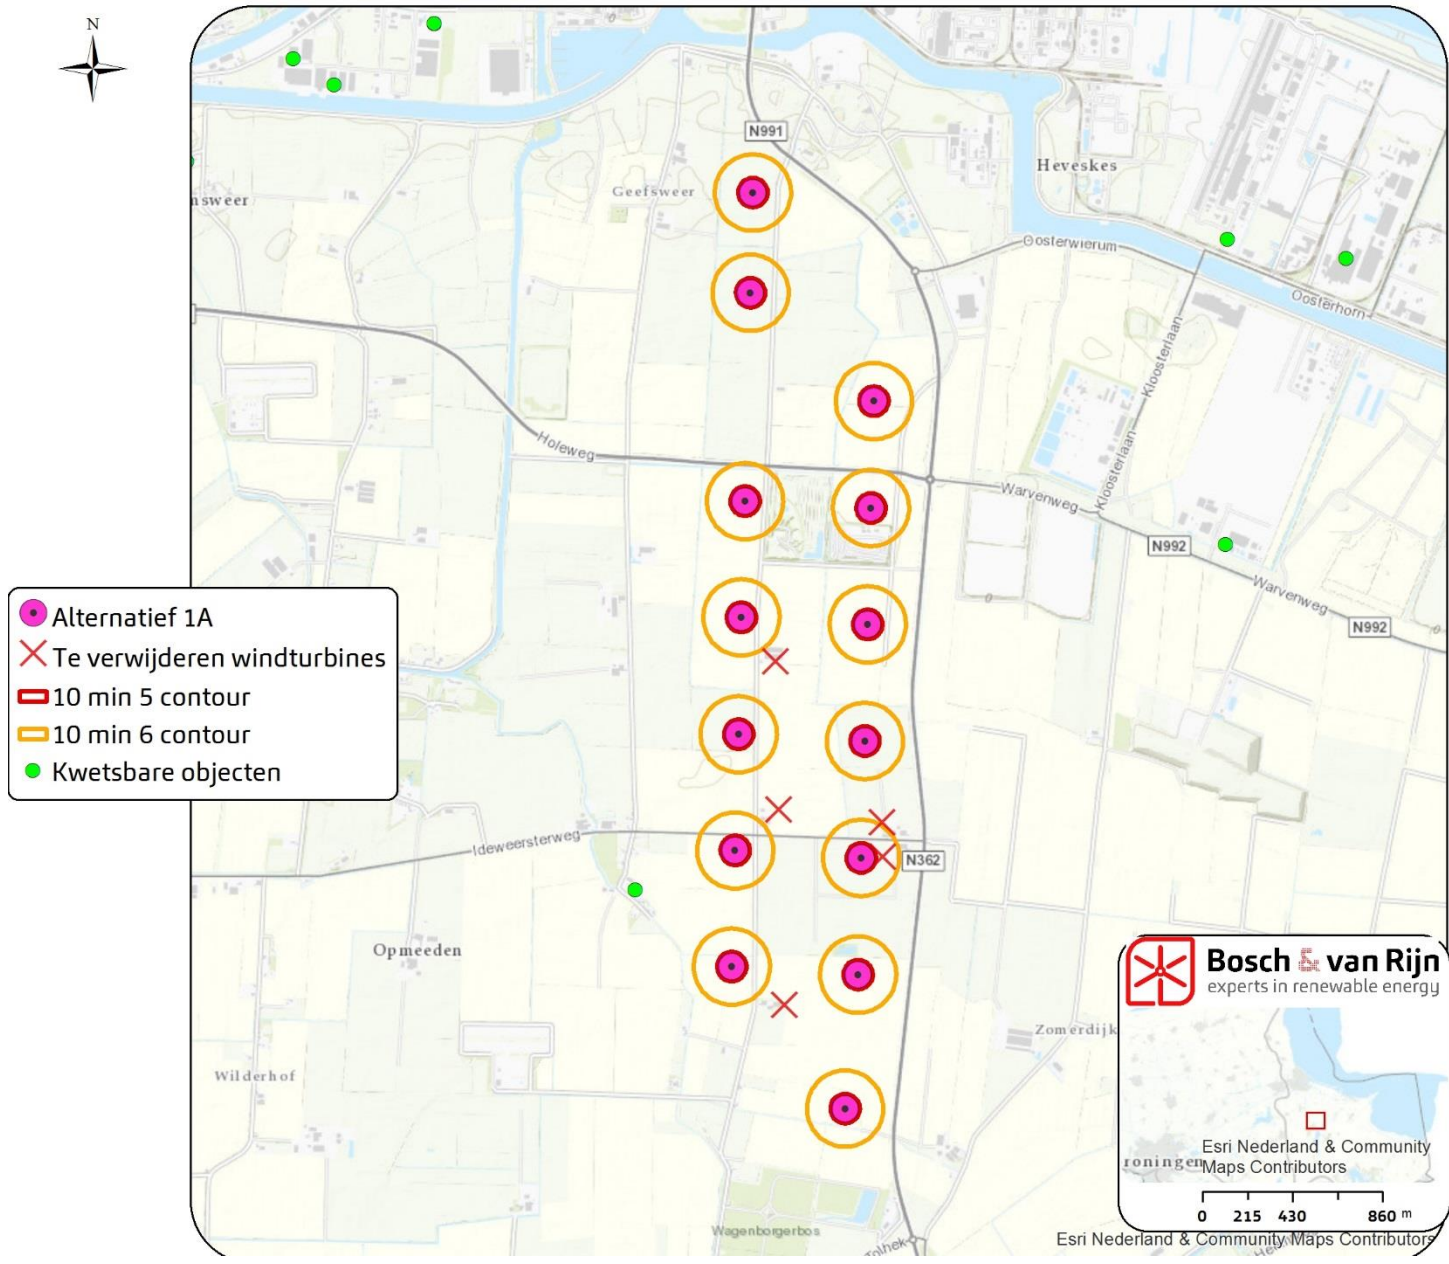 N
N991
Heveskes
Geefsweer
nsweer
Oosterwierum
Oosterhorn
Kloosterlaan
Holeweg
Kloosterlaan
Warvenweg
N992
Warvenweg
N992
Alternatief 1A
Te verwijderen windturbines
10 min 5 contour
10 min 6 contour
Kwetsbare objecten
Ideweersterweg
N362
Opmeeden
Bosch & van Rijn
experts in renewable energy
Zomerdijk
Wilderhof
Esri Nederland & Community
roningen
Maps Contributors
0 215 430 860 m
Wagenborgerbos
Tolhek
Esri Nederland & Community Maps Contributors